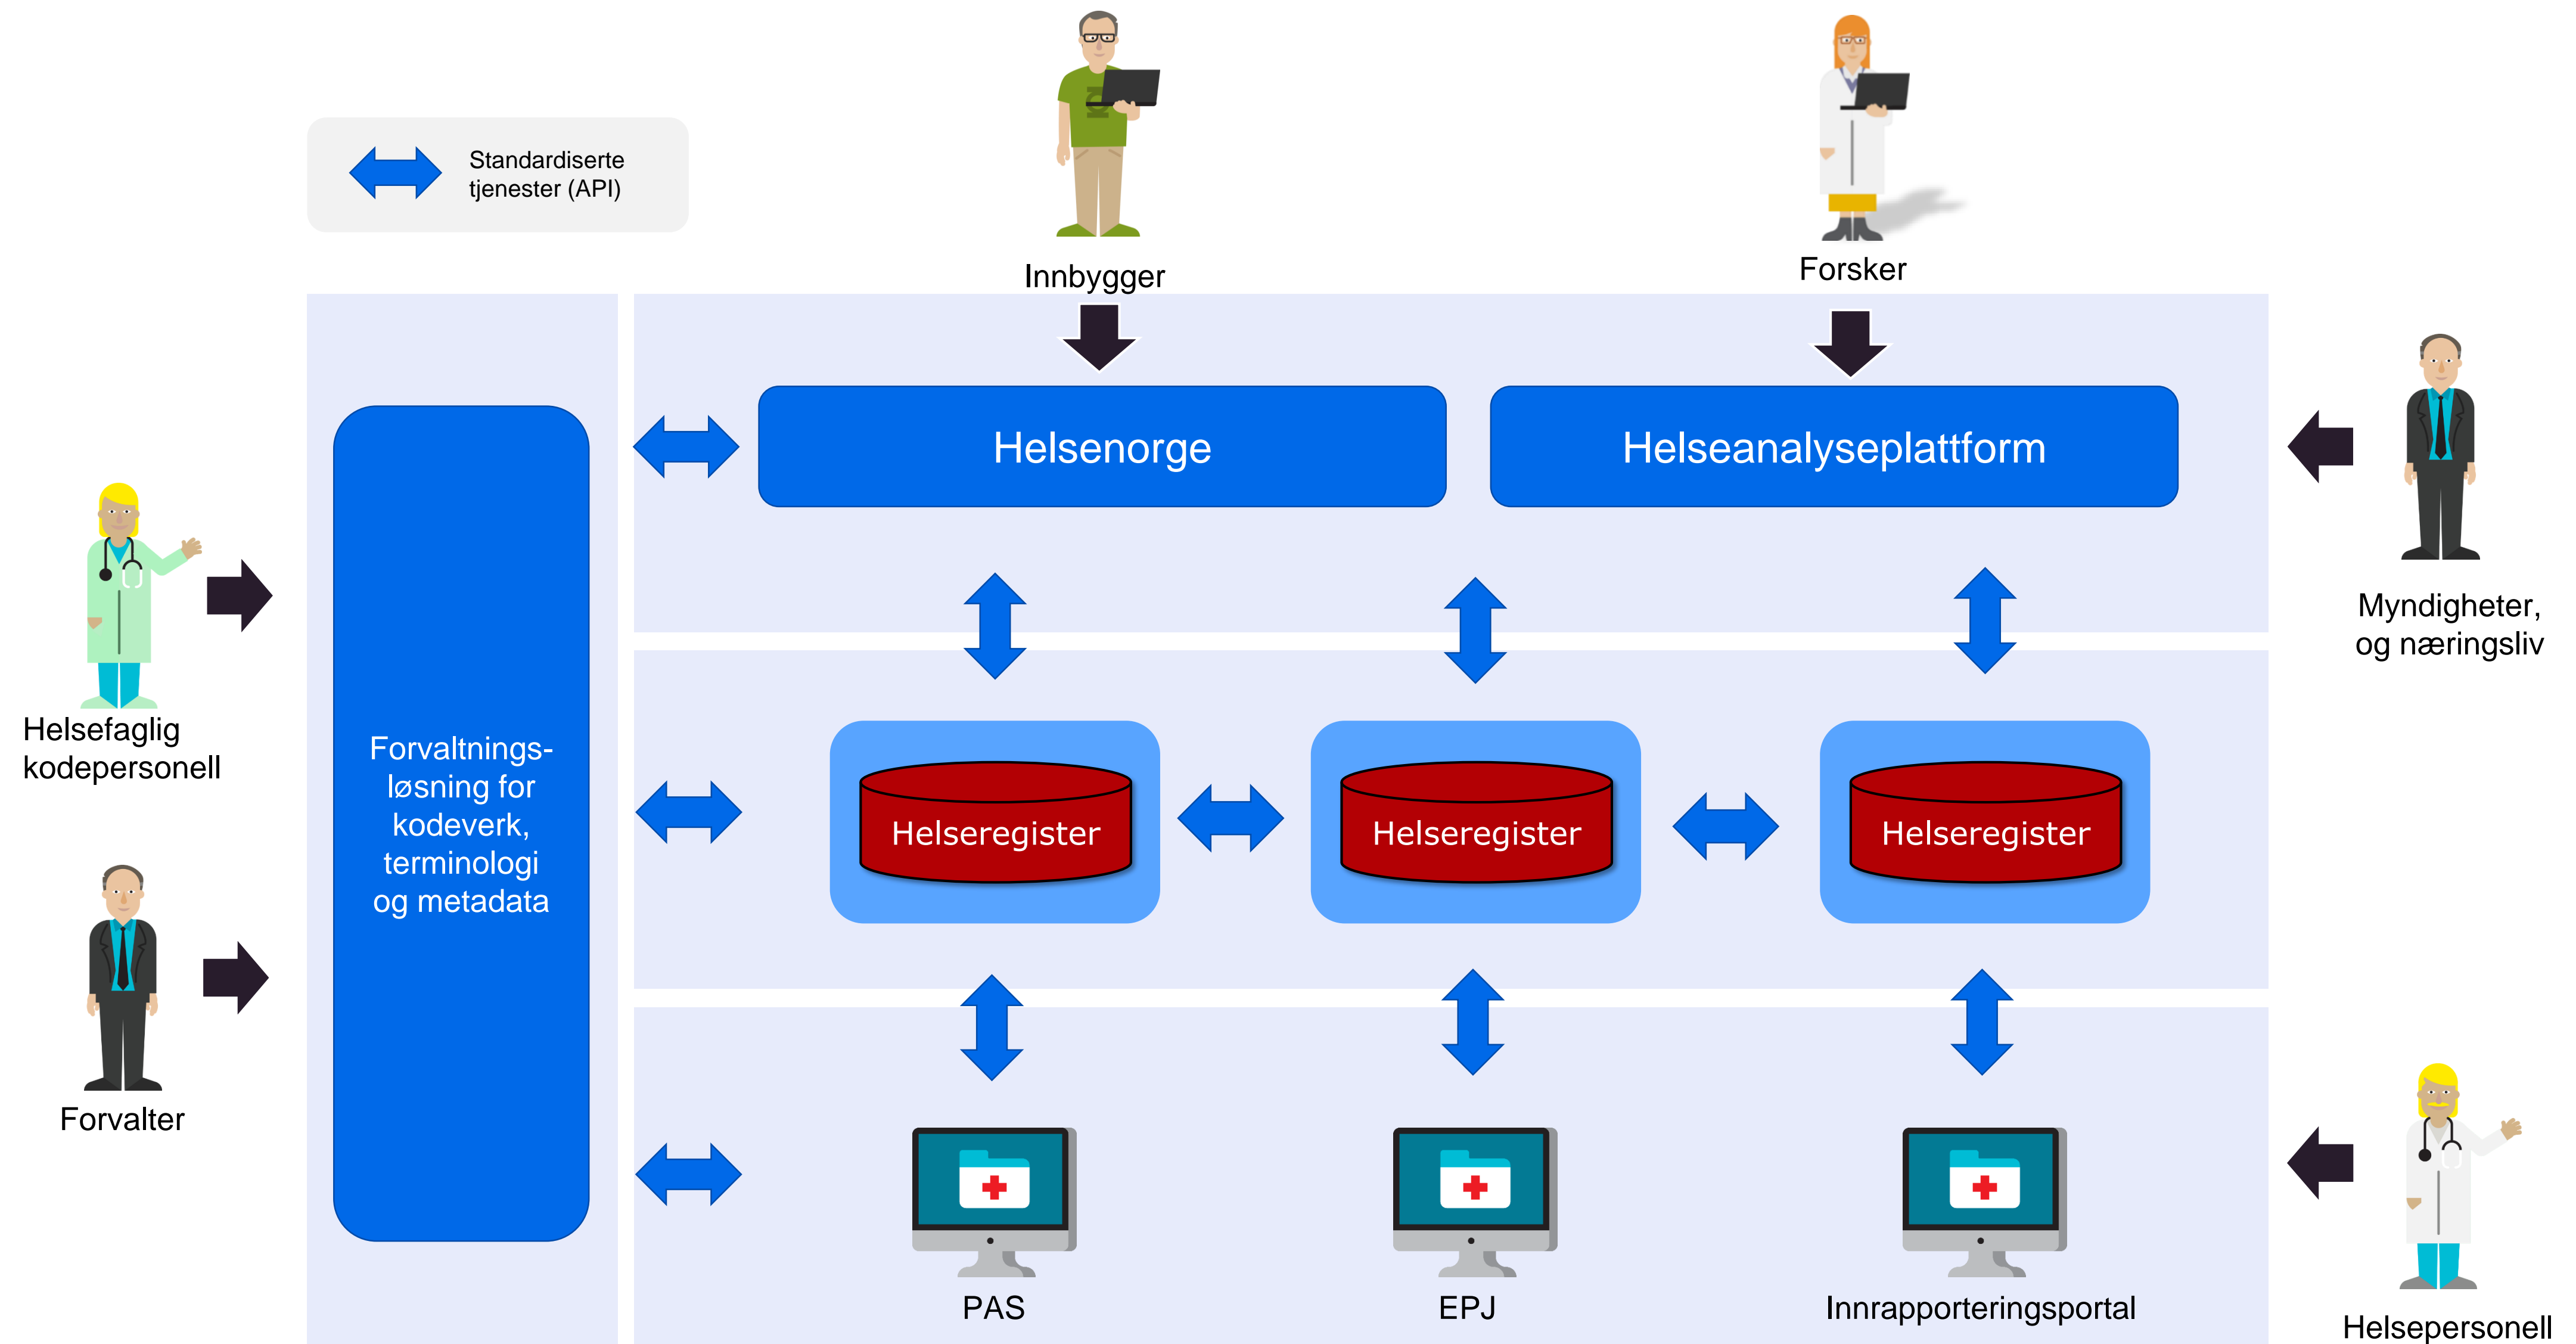 Standardiserte
tjenester (API)
Innbygger
Forsker
Helsenorge
Helseanalyseplattform
Myndigheter,
og næringsliv
Helsefaglig
kodepersonell
Forvaltnings-
løsning for
kodeverk,
terminologi
og metadata
Helseregister
Helseregister
Helseregister
Forvalter
PAS
EPJ
Innrapporteringsportal
Helsepersonell